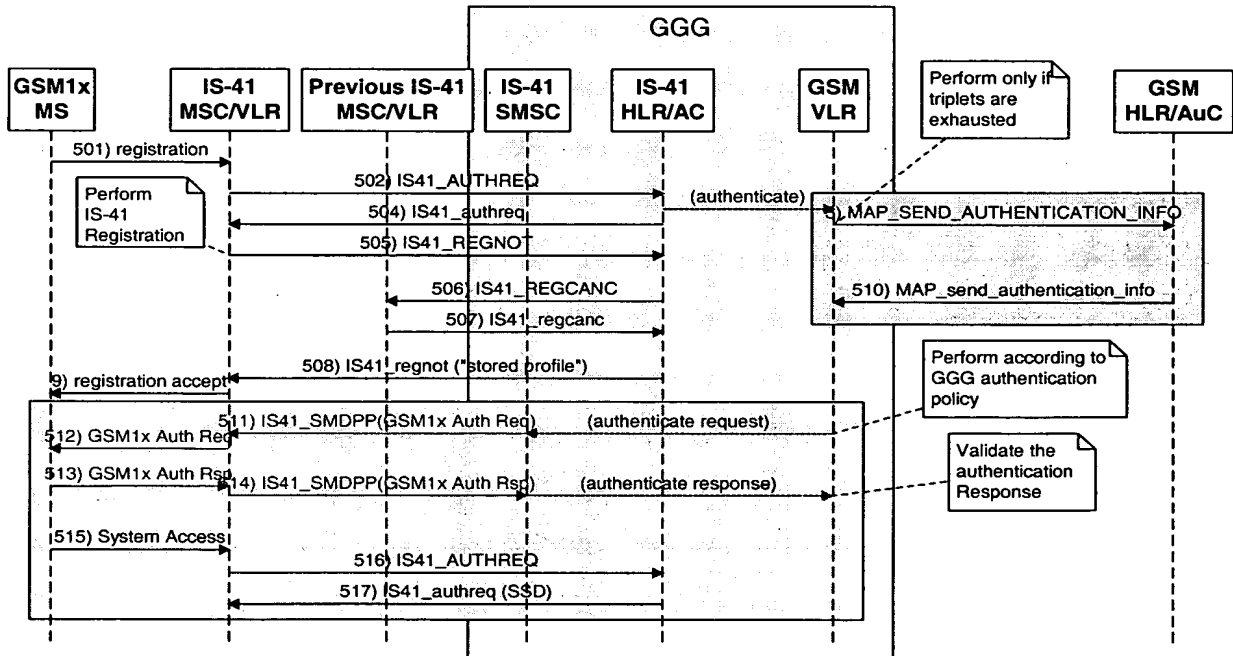 GGG
GSM1x
MS
IS-41
MSC/VLR
Previous IS-41
MSC/VLR
IS-41
SMSC
IS-41
HLR/AC
GSM
VLR
Perform only if
triplets are
exhausted
GSM
HLR/AuC
501) registration
Perform
IS-41
Registration
502) IS41_AUTHREQ
(authenticate)
) MAP_SEND_AUTHENTICATION_INFO
504) IS41_authreq
505) IS41_REGNOT
506) IS41_REGCANC
510) MAP_send_authentication_info
507) IS41_regcanc
508) IS41_regnot ("stored profile")
9) registration accept
Perform according to
GGG authentication
policy
511) IS41_SMDPP(GSM1x Auth Req)
(authenticate request)
512) GSM1x Auth Req
Validate the
authentication
Response
513) GSM1x Auth Rsp
514) IS41_SMDPP(GSM1x Auth Rsp)
(authenticate response)
515) System Access
516) IS41_AUTHREQ
517) IS41_authreq (SSD)